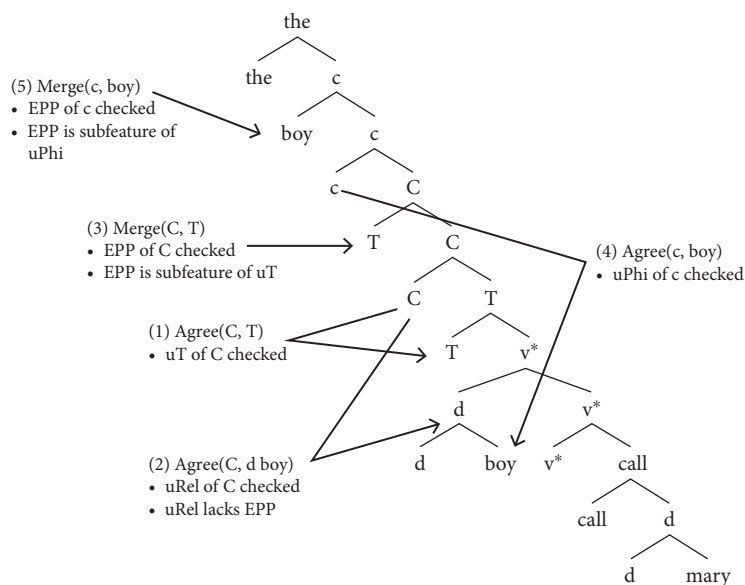 the
the c
(5) Merge(c, boy)
• EPP of c checked
• EPP is subfeature of
uPhi
boy c
c C
(3) Merge(C, T)
• EPP of C checked
• EPP is subfeature of uT
T C
(4) Agree(c, boy)
• uPhi of c checked
C T
(1) Agree(C, T)
• uT of C checked
T v*
d v*
(2) Agree(C, d boy)
• uRel of C checked
• uRel lacks EPP
d boy v* call
call d
d mary